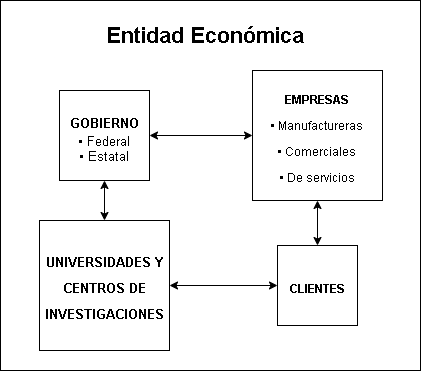 Entidad Económica
GOBIERNO
• Federal
• Estatal
EMPRESAS
• Manufactureras
• Comerciales
• De servicios
UNIVERSIDADES Y
CENTROS DE
INVESTIGACIONES
CLIENTES